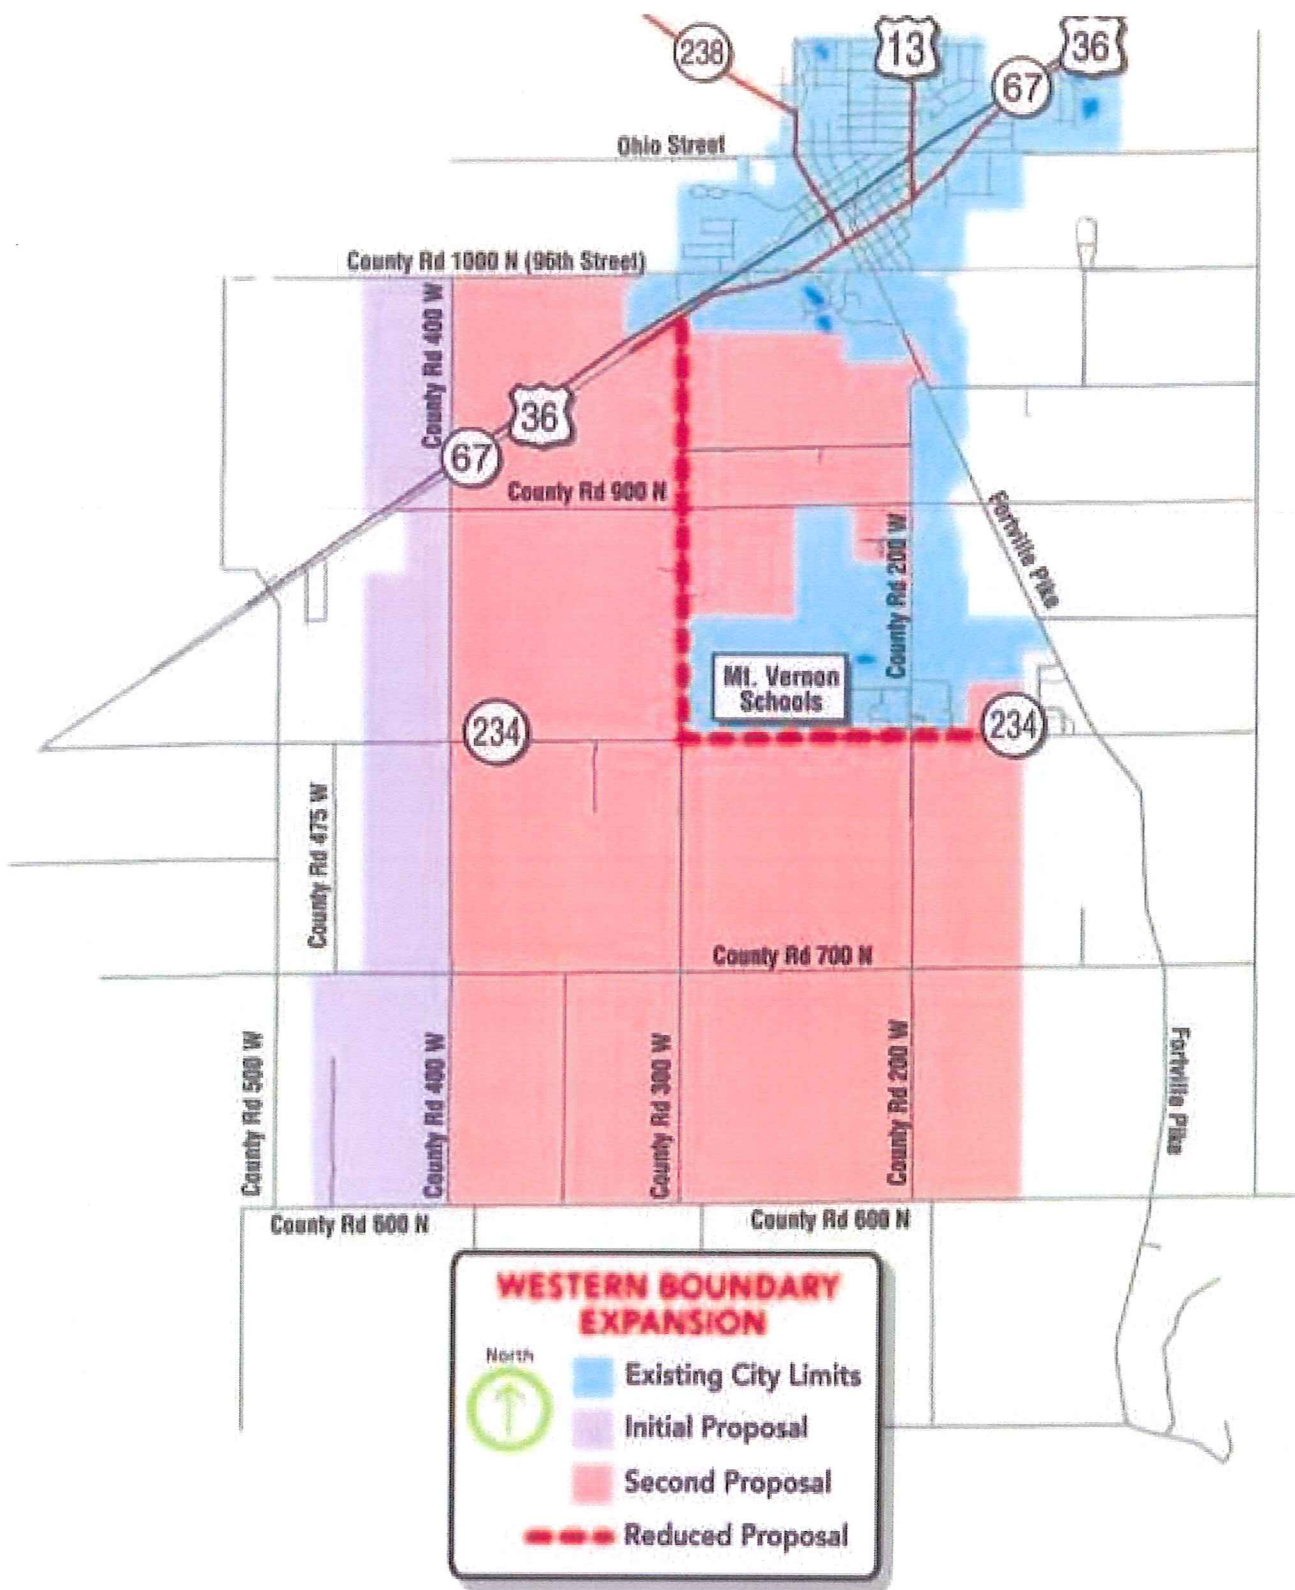 238
13
36
67
Ohio Street
County Rd 1000 N (96th Street)
County Rd 400 W
36
67
County Rd 900 N
Fortville Pike
County Rd 200 W
Mt. Vernon
Schools
234
234
County Rd 475 W
County Rd 700 N
County Rd 500 W
County Rd 400 W
County Rd 300 W
County Rd 200 W
Fortville Pike
County Rd 600 N
County Rd 600 N
WESTERN BOUNDARY
EXPANSION
North
Existing City Limits
Initial Proposal
Second Proposal
Reduced Proposal